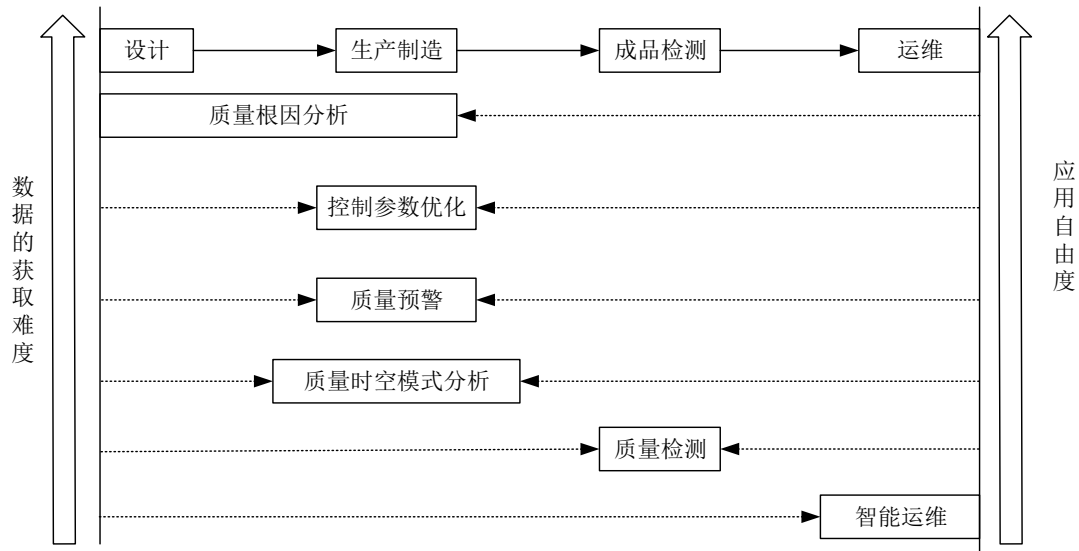 设计
生产制造
成品检测
运维
质量根因分析
控制参数优化
质量预警
质量时空模式分析
质量检测
智能运维
数据的获取难度
应用自由度